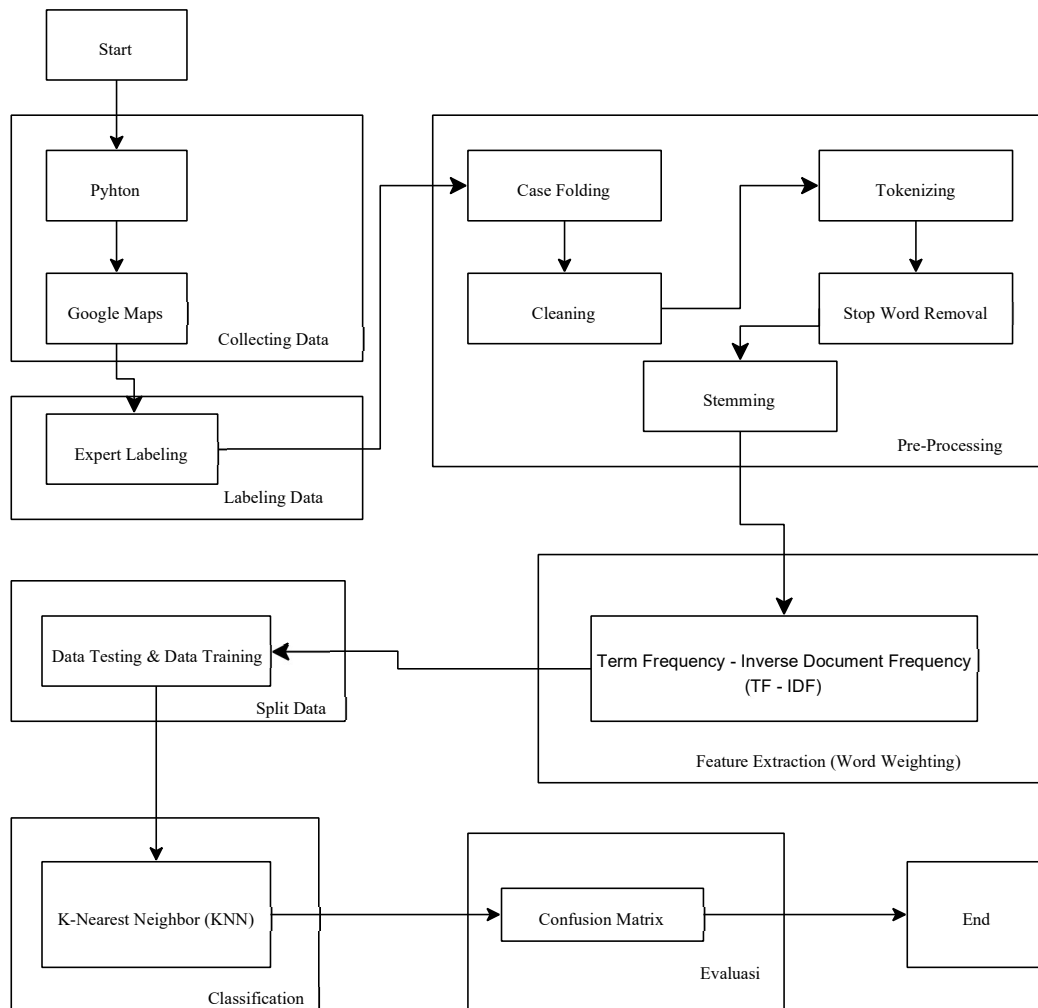 Start
Pyhton
Google Maps
Collecting Data
Expert Labeling
Labeling Data
Case Folding
Cleaning
Tokenizing
Stop Word Removal
Stemming
Pre-Processing
Term Frequency - Inverse Document Frequency
(TF - IDF)
Feature Extraction (Word Weighting)
Data Testing & Data Training
Split Data
K-Nearest Neighbor (KNN)
Classification
Confusion Matrix
Evaluasi
End